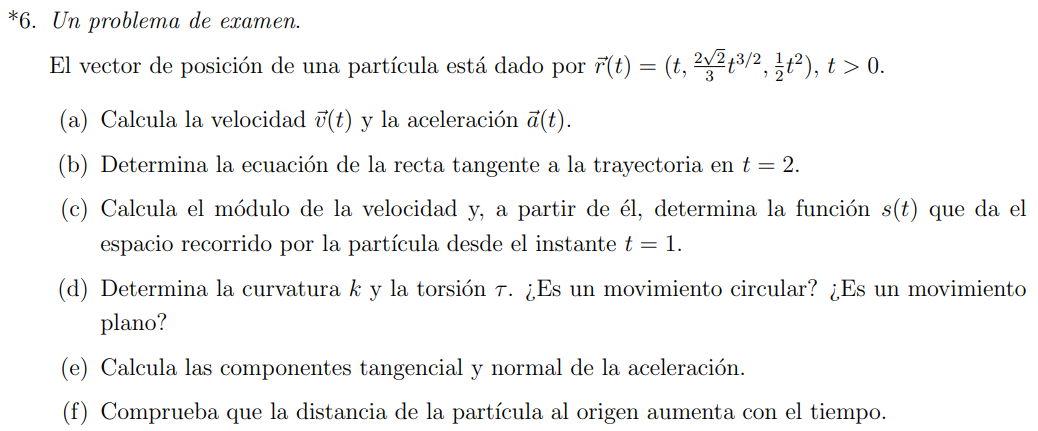 *6. Un problema de examen.
El vector de posición de una partícula está dado por $\vec{r}(t) = (t, \frac{2\sqrt{2}}{3}t^{3/2}, \frac{1}{2}t^2)$, $t > 0$.
(a) Calcula la velocidad $\vec{v}(t)$ y la aceleración $\vec{a}(t)$.
(b) Determina la ecuación de la recta tangente a la trayectoria en $t = 2$.
(c) Calcula el módulo de la velocidad y, a partir de él, determina la función $s(t)$ que da el
espacio recorrido por la partícula desde el instante $t = 1$.
(d) Determina la curvatura $k$ y la torsión $\tau$. ¿Es un movimiento circular? ¿Es un movimiento
plano?
(e) Calcula las componentes tangencial y normal de la aceleración.
(f) Comprueba que la distancia de la partícula al origen aumenta con el tiempo.